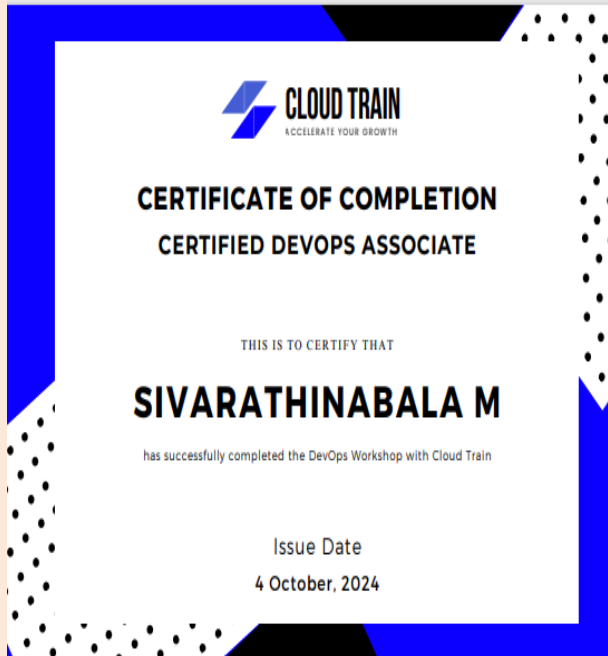 CLOUD TRAIN
ACCELERATE YOUR GROWTH
CERTIFICATE OF COMPLETION
CERTIFIED DEVOPS ASSOCIATE
THIS IS TO CERTIFY THAT
SIVARATHINABALA M
has successfully completed the DevOps Workshop with Cloud Train
Issue Date
4 October, 2024